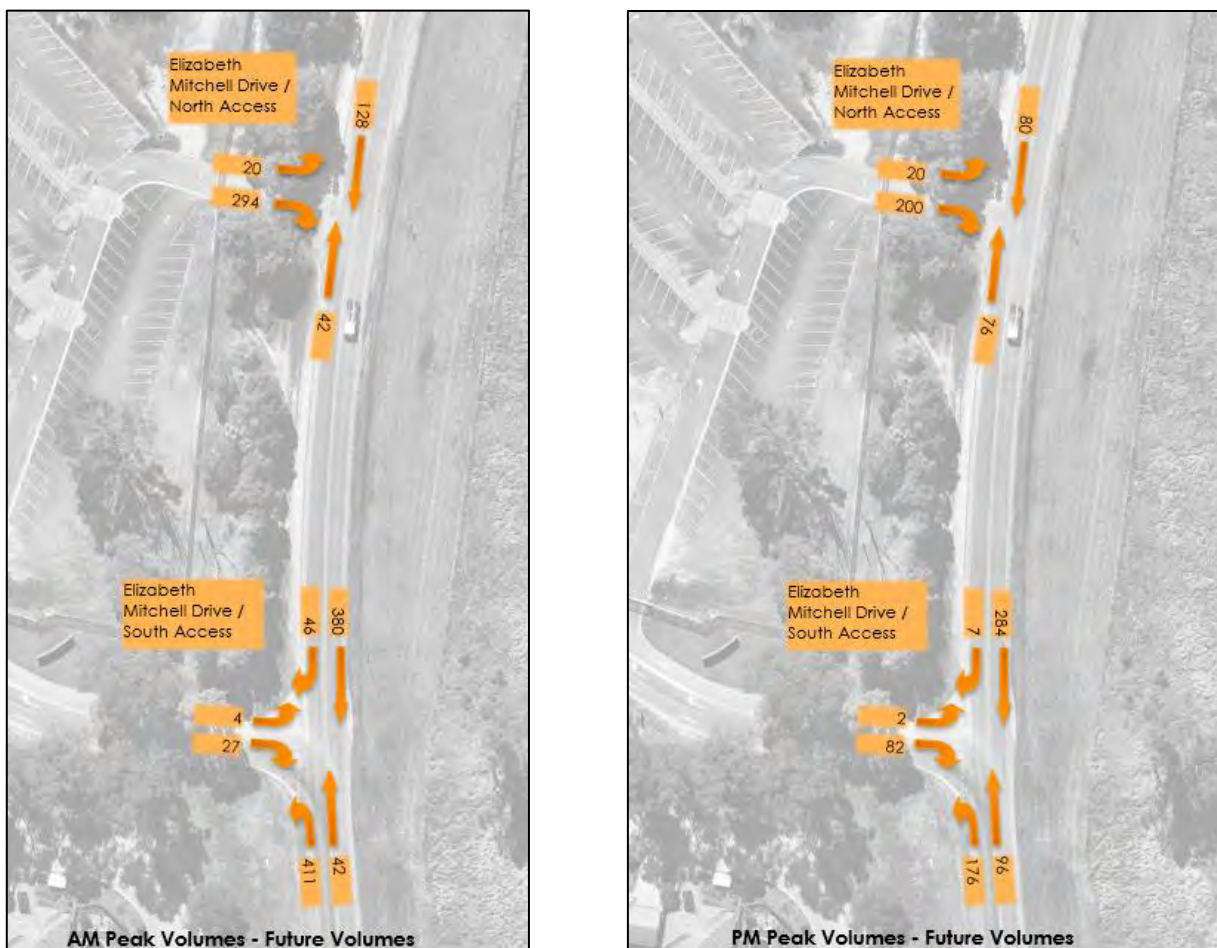 Elizabeth
Mitchell Drive /
North Access
128
20
294
42
Elizabeth
Mitchell Drive /
South Access
46
380
4
27
411
42
AM Peak Volumes - Future Volumes
Elizabeth
Mitchell Drive /
North Access
80
20
200
76
Elizabeth
Mitchell Drive /
South Access
7
284
2
82
176
96
PM Peak Volumes - Future Volumes